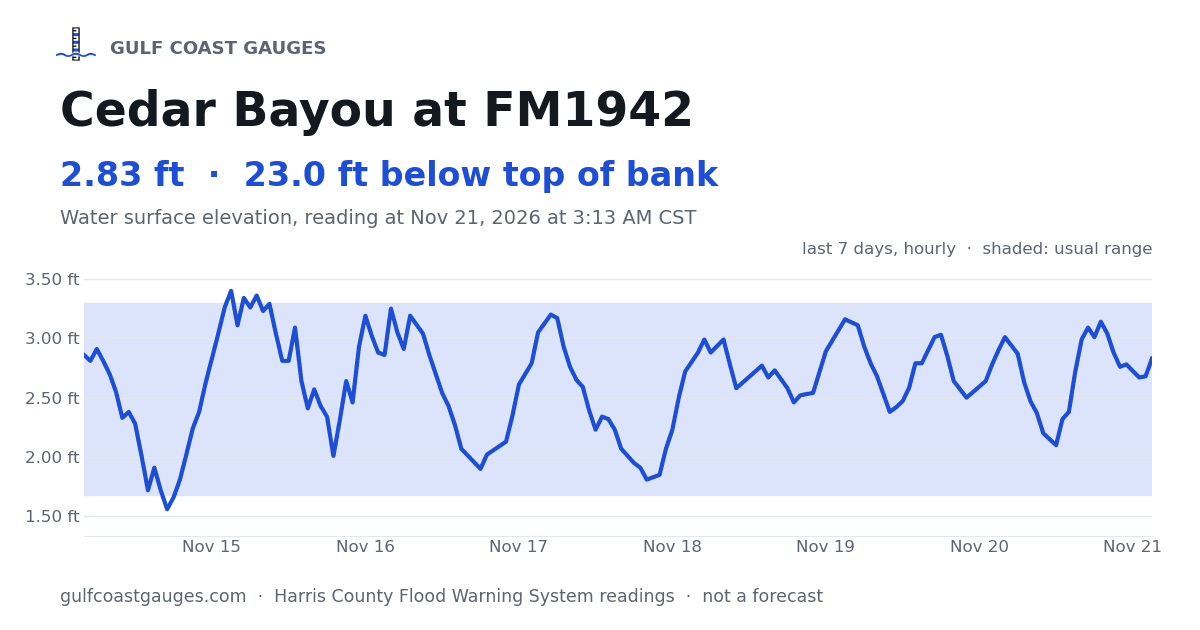 GULF COAST GAUGES
Cedar Bayou at FM1942
2.83 ft · 23.0 ft below top of bank
Water surface elevation, reading at Nov 21, 2026 at 3:13 AM CST
last 7 days, hourly · shaded: usual range
3.50 ft
3.00 ft
2.50 ft
2.00 ft
1.50 ft
Nov 15 Nov 16 Nov 17 Nov 18 Nov 19 Nov 20 Nov 21
gulfcoastgauges.com · Harris County Flood Warning System readings · not a forecast